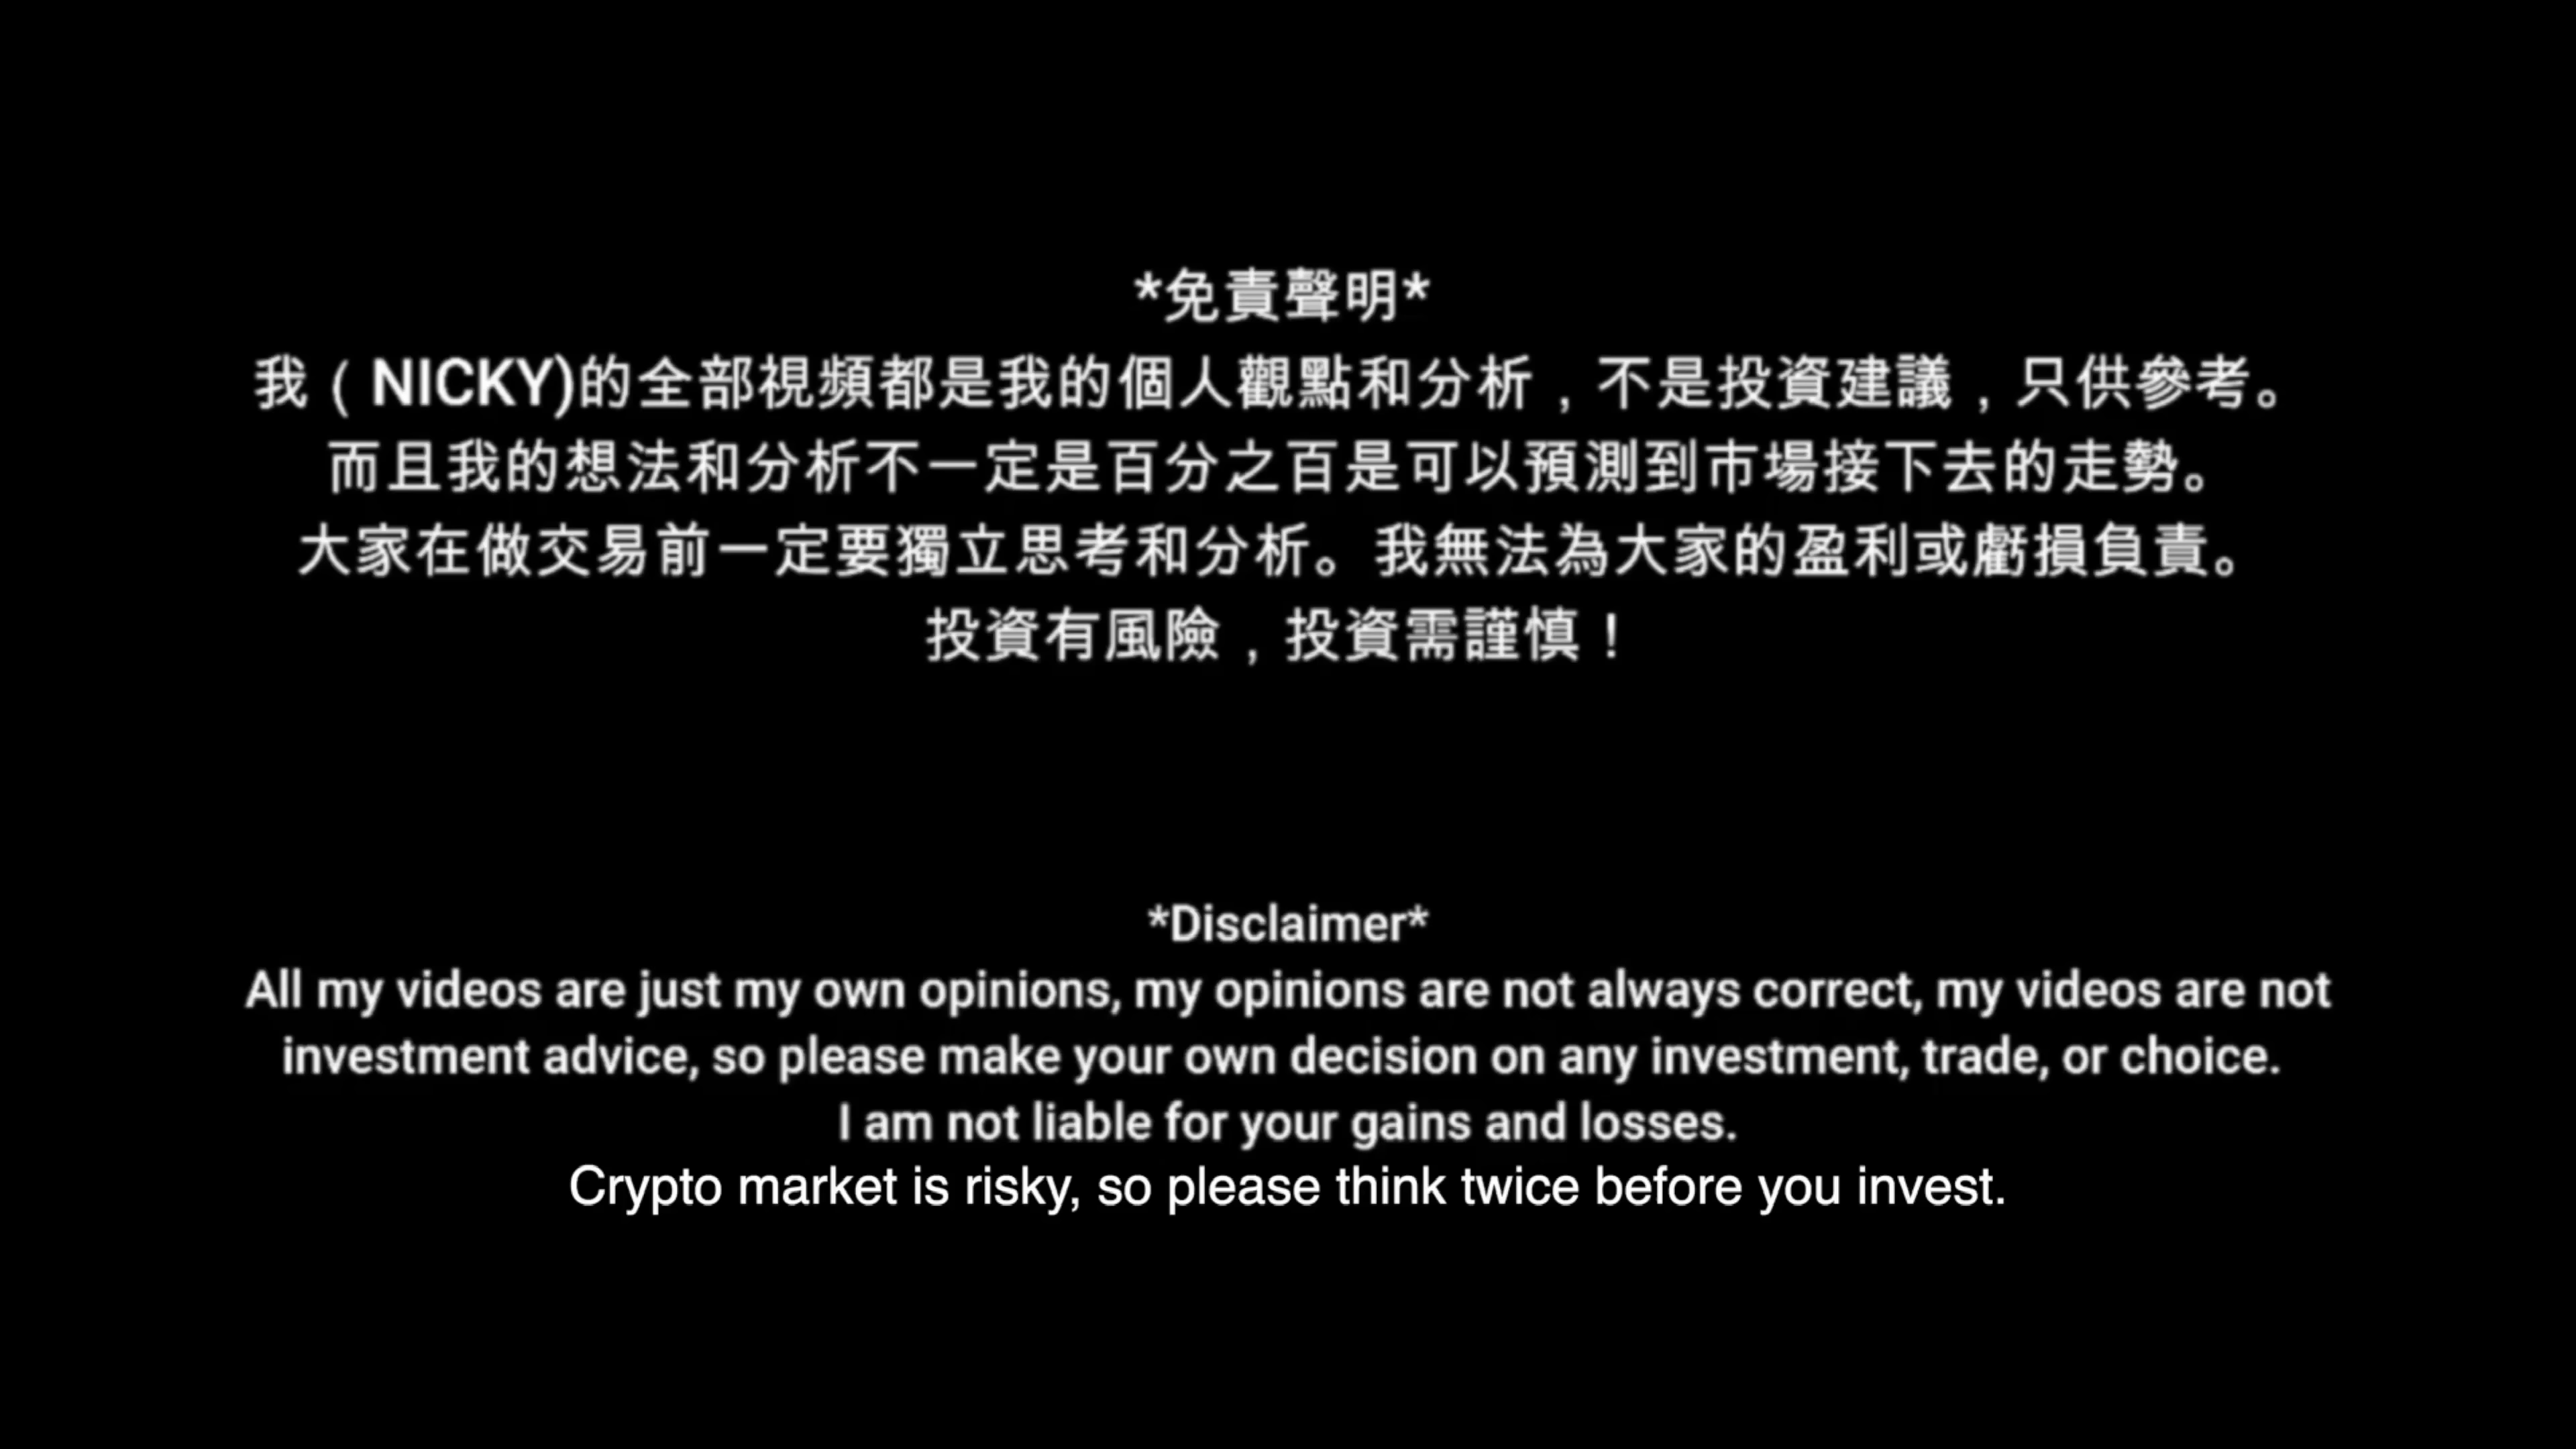 *免責聲明*
我（NICKY)的全部視頻都是我的個人觀點和分析，不是投資建議，只供參考。
而且我的想法和分析不一定是百分之百是可以預測到市場接下去的走勢。
大家在做交易前一定要獨立思考和分析。我無法為大家的盈利或虧損負責。
投資有風險，投資需謹慎！
*Disclaimer*
All my videos are just my own opinions, my opinions are not always correct, my videos are not
investment advice, so please make your own decision on any investment, trade, or choice.
I am not liable for your gains and losses.
Crypto market is risky, so please think twice before you invest.